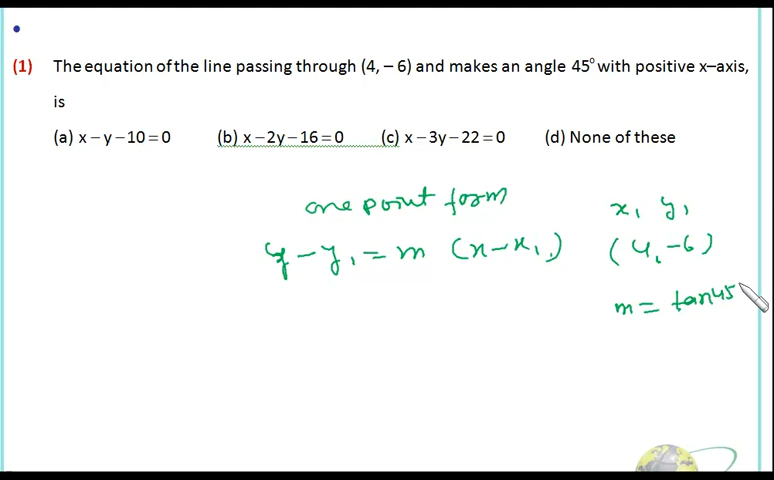 (1) The equation of the line passing through (4, – 6) and makes an angle 45° with positive x–axis,
is
(a) x – y – 10 = 0 (b) x – 2y – 16 = 0 (c) x – 3y – 22 = 0 (d) None of these
one point form x₁ y₁
y – y₁ = m (x – x₁) (4, –6)
m = tan45